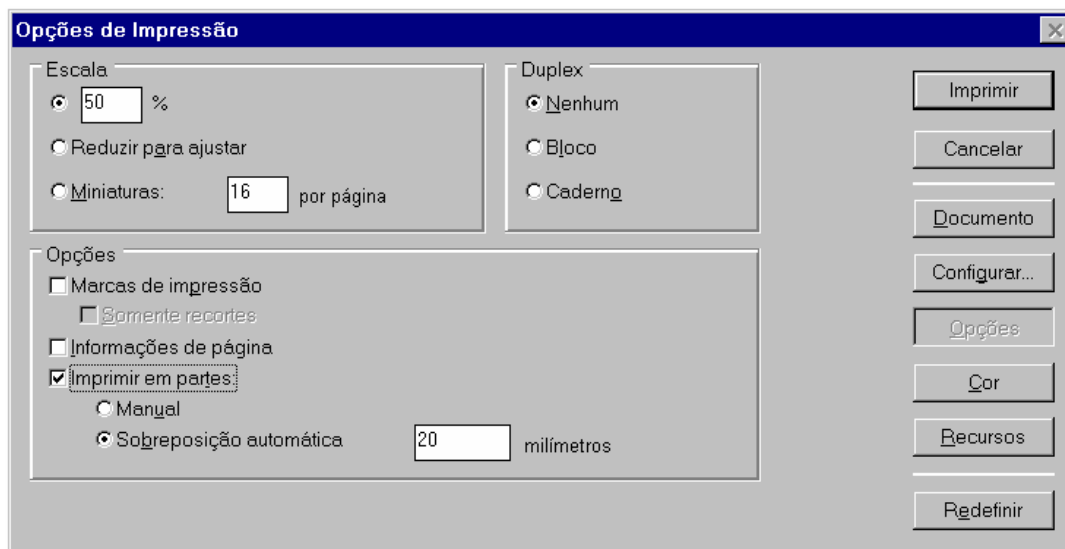 Opções de Impressão
Escala
50 %
Reduzir para ajustar
Miniaturas: 16 por página
Duplex
Nenhum
Bloco
Caderno
Opções
Marcas de impressão
Somente recortes
Informações de página
Imprimir em partes:
Manual
Sobreposição automática 20 milímetros
Imprimir
Cancelar
Documento
Configurar...
Opções
Cor
Recursos
Redefinir